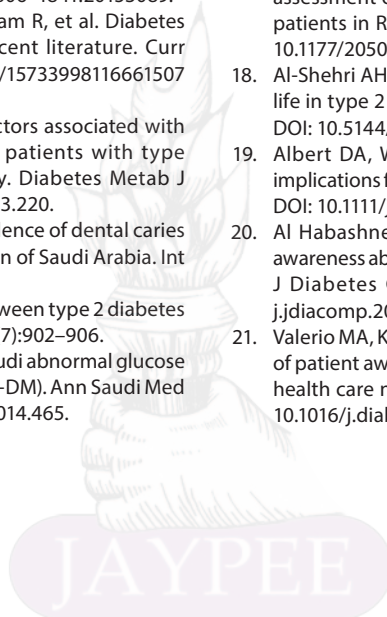 am R, et al. Diabetes
cent literature. Curr
/15733998116661507
ctors associated with
patients with type
y. Diabetes Metab J
3.220.
lence of dental caries
n of Saudi Arabia. Int
ween type 2 diabetes
7):902–906.
udi abnormal glucose
-DM). Ann Saudi Med
014.465.
patients in R
10.1177/2050
18. Al-Shehri AH
life in type 2
DOI: 10.5144/
19. Albert DA, W
implications f
DOI: 10.1111/j
20. Al Habashne
awareness ab
J Diabetes C
j.jdiacomp.20
21. Valerio MA, K
of patient aw
health care n
10.1016/j.diab
JAYPEE